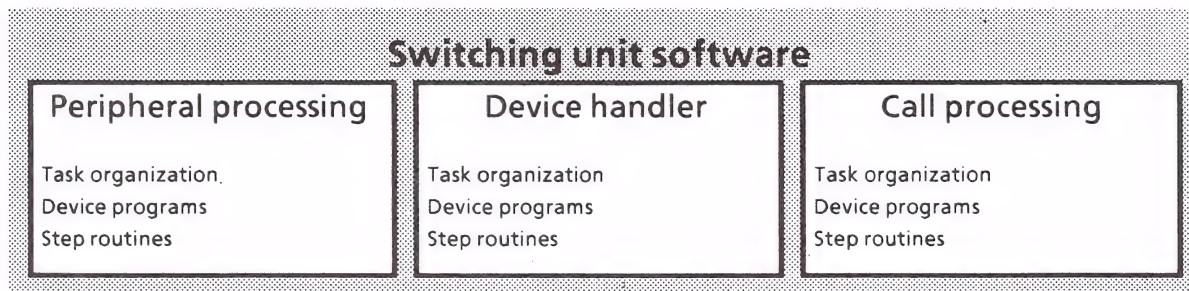 Switching unit software
Peripheral processing
Task organization
Device programs
Step routines
Device handler
Task organization
Device programs
Step routines
Call processing
Task organization
Device programs
Step routines